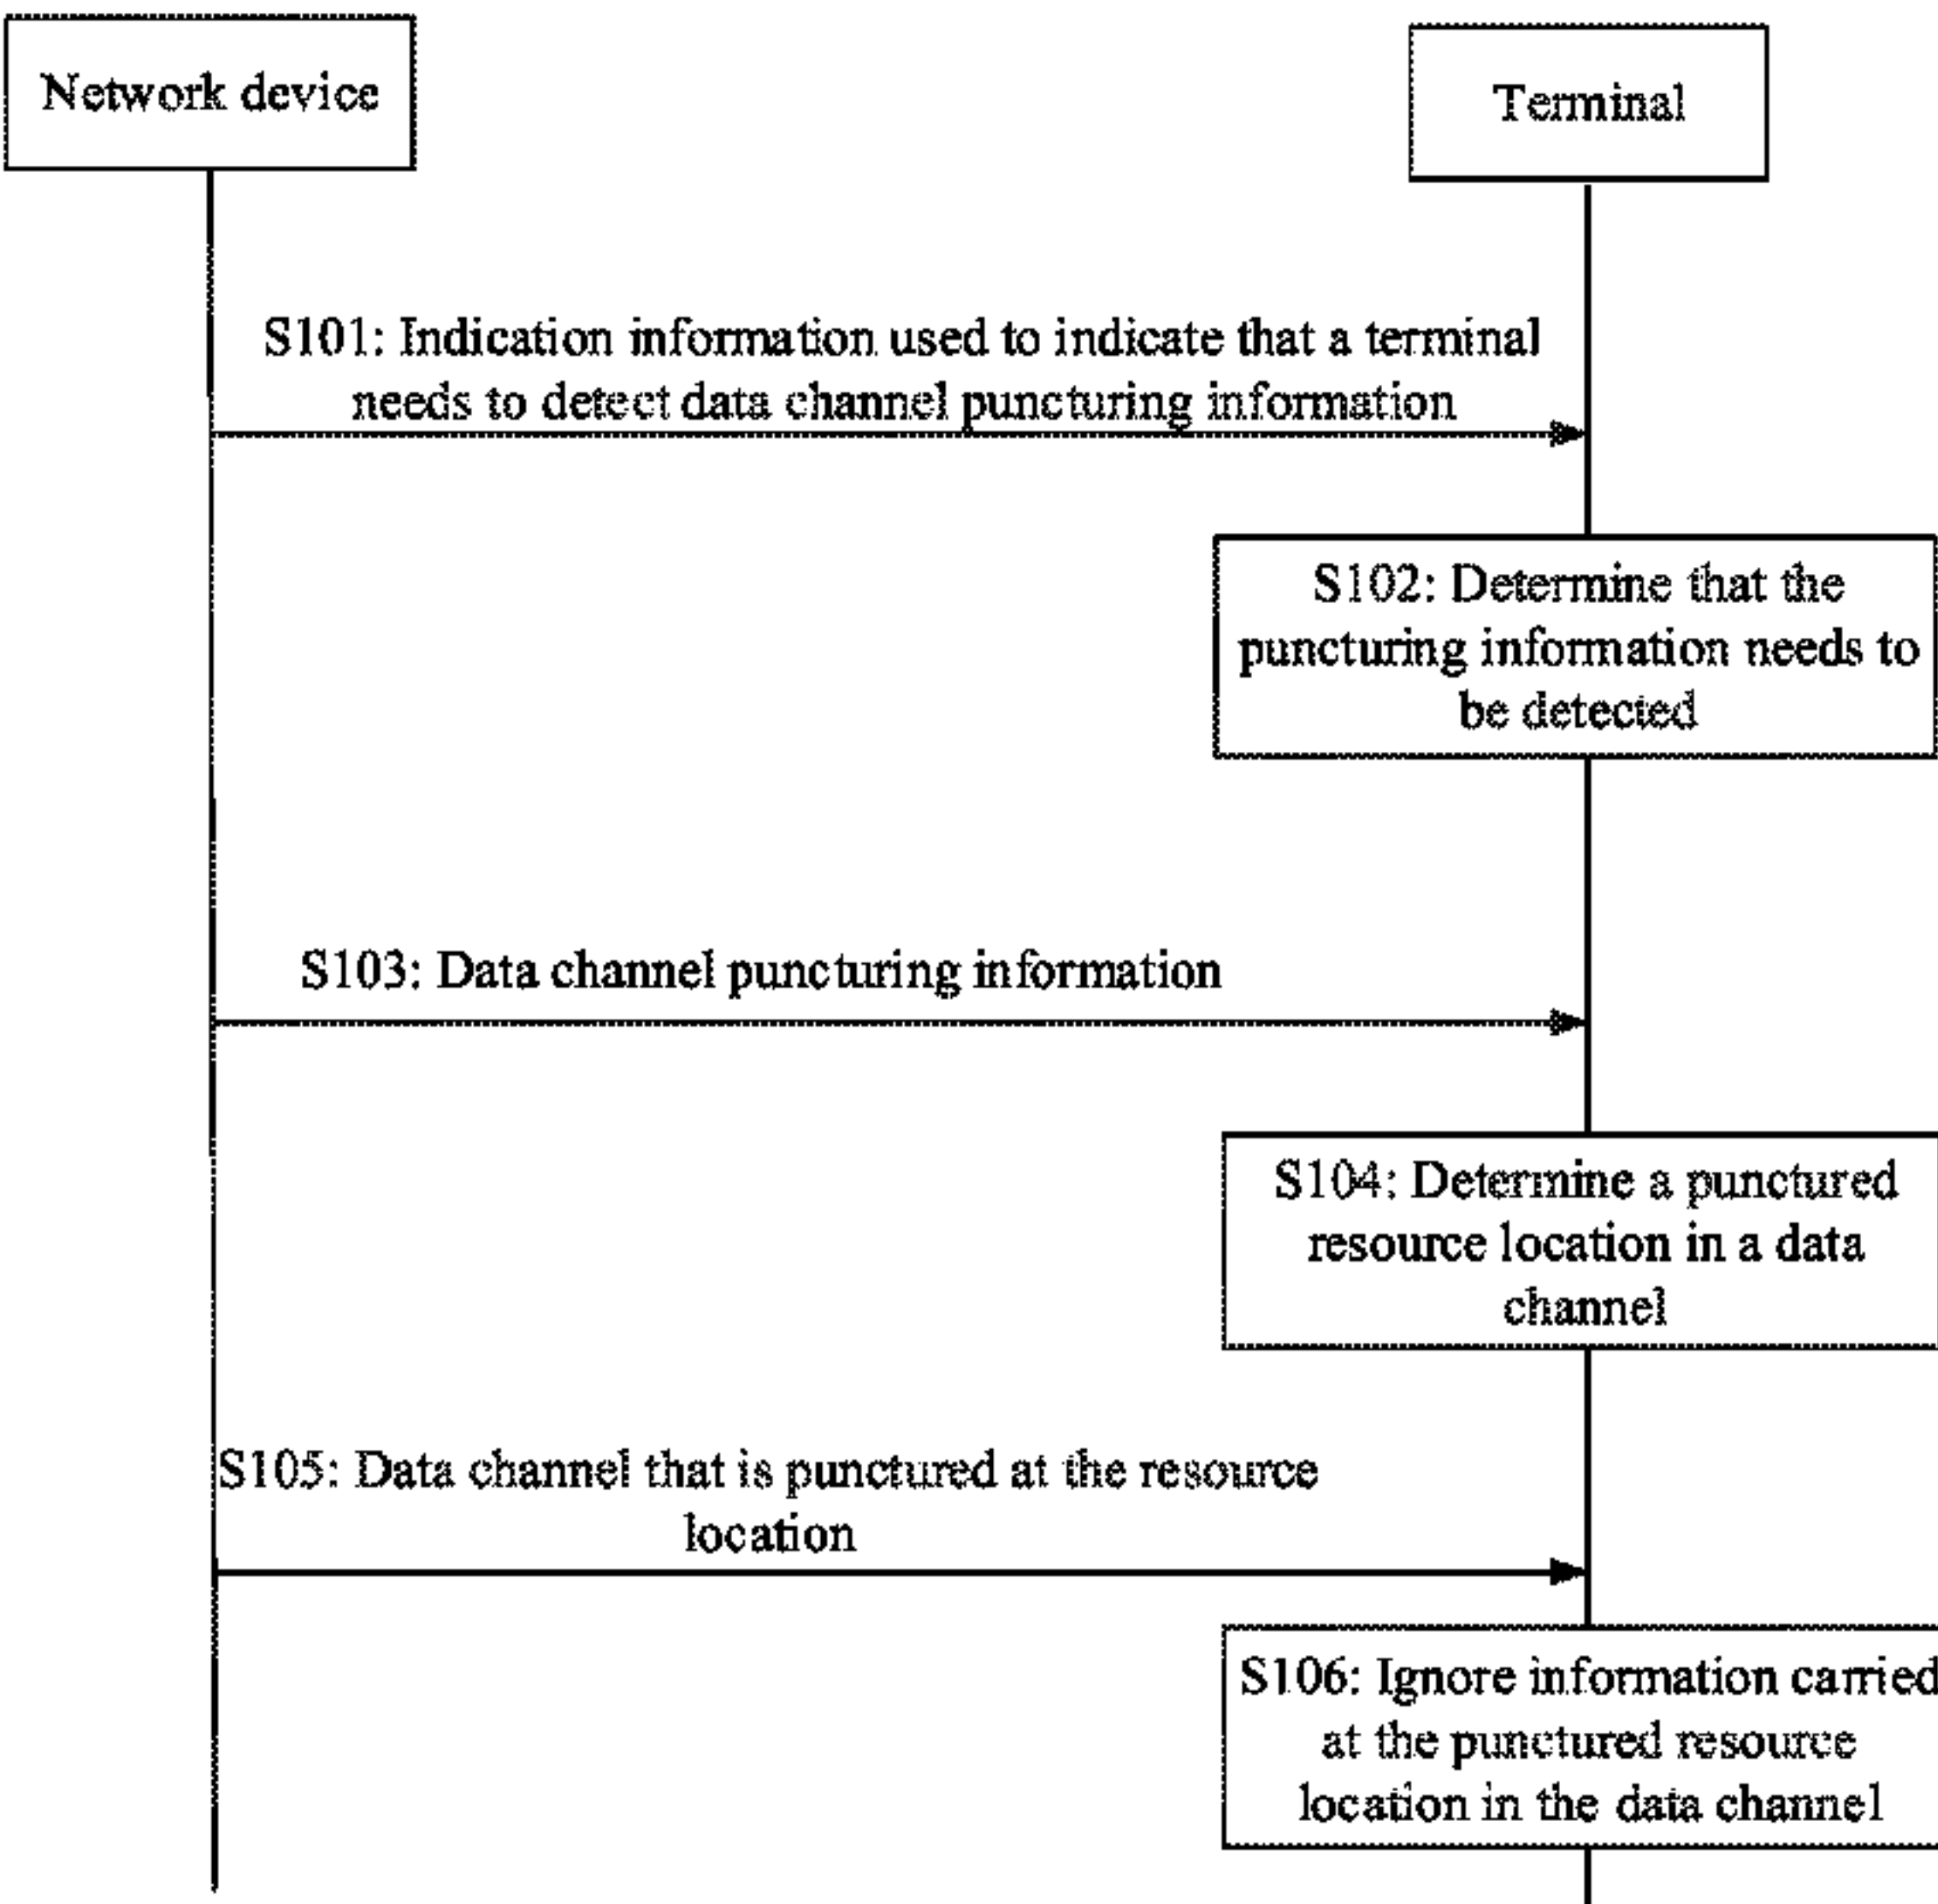 Network device
Terminal
S101: Indication information used to indicate that a terminal
needs to detect data channel puncturing information
S102: Determine that the
puncturing information needs to
be detected
S103: Data channel puncturing information
S104: Determine a punctured
resource location in a data
channel
S105: Data channel that is punctured at the resource
location
S106: Ignore information carried
at the punctured resource
location in the data channel